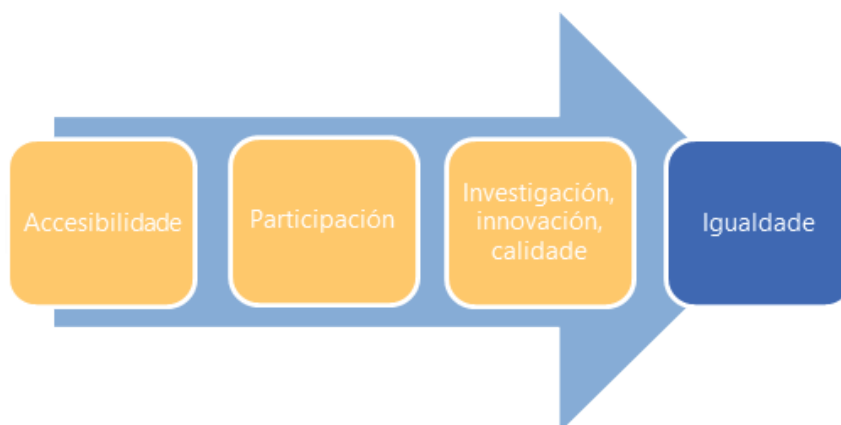 Accesibilidade
Participación
Investigación,
innovación,
calidade
Igualdade